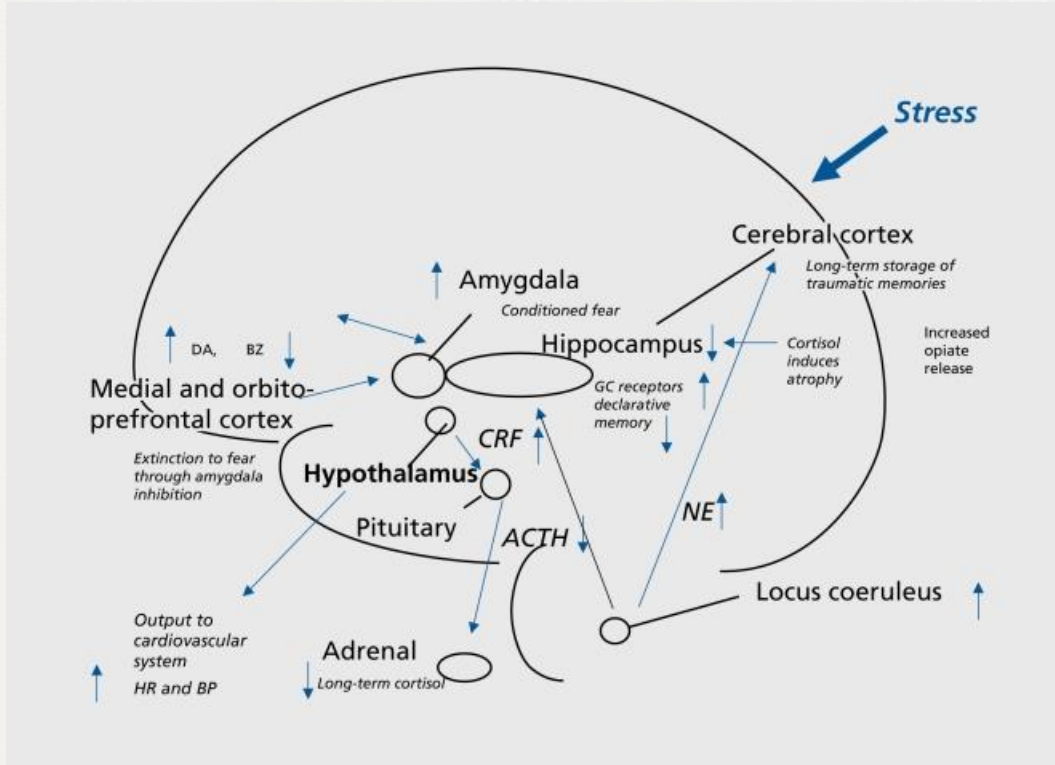 Stress
Cerebral cortex
Long-term storage of
traumatic memories
Amygdala
Conditioned fear
Hippocampus
Cortisol
induces
atrophy
Increased
opiate
release
DA, BZ
Medial and orbito-
prefrontal cortex
Extinction to fear
through amygdala
inhibition
GC receptors
declarative
memory
CRF
Hypothalamus
Pituitary
ACTH
NE
Locus coeruleus
Output to
cardiovascular
system
HR and BP
Adrenal
Long-term cortisol